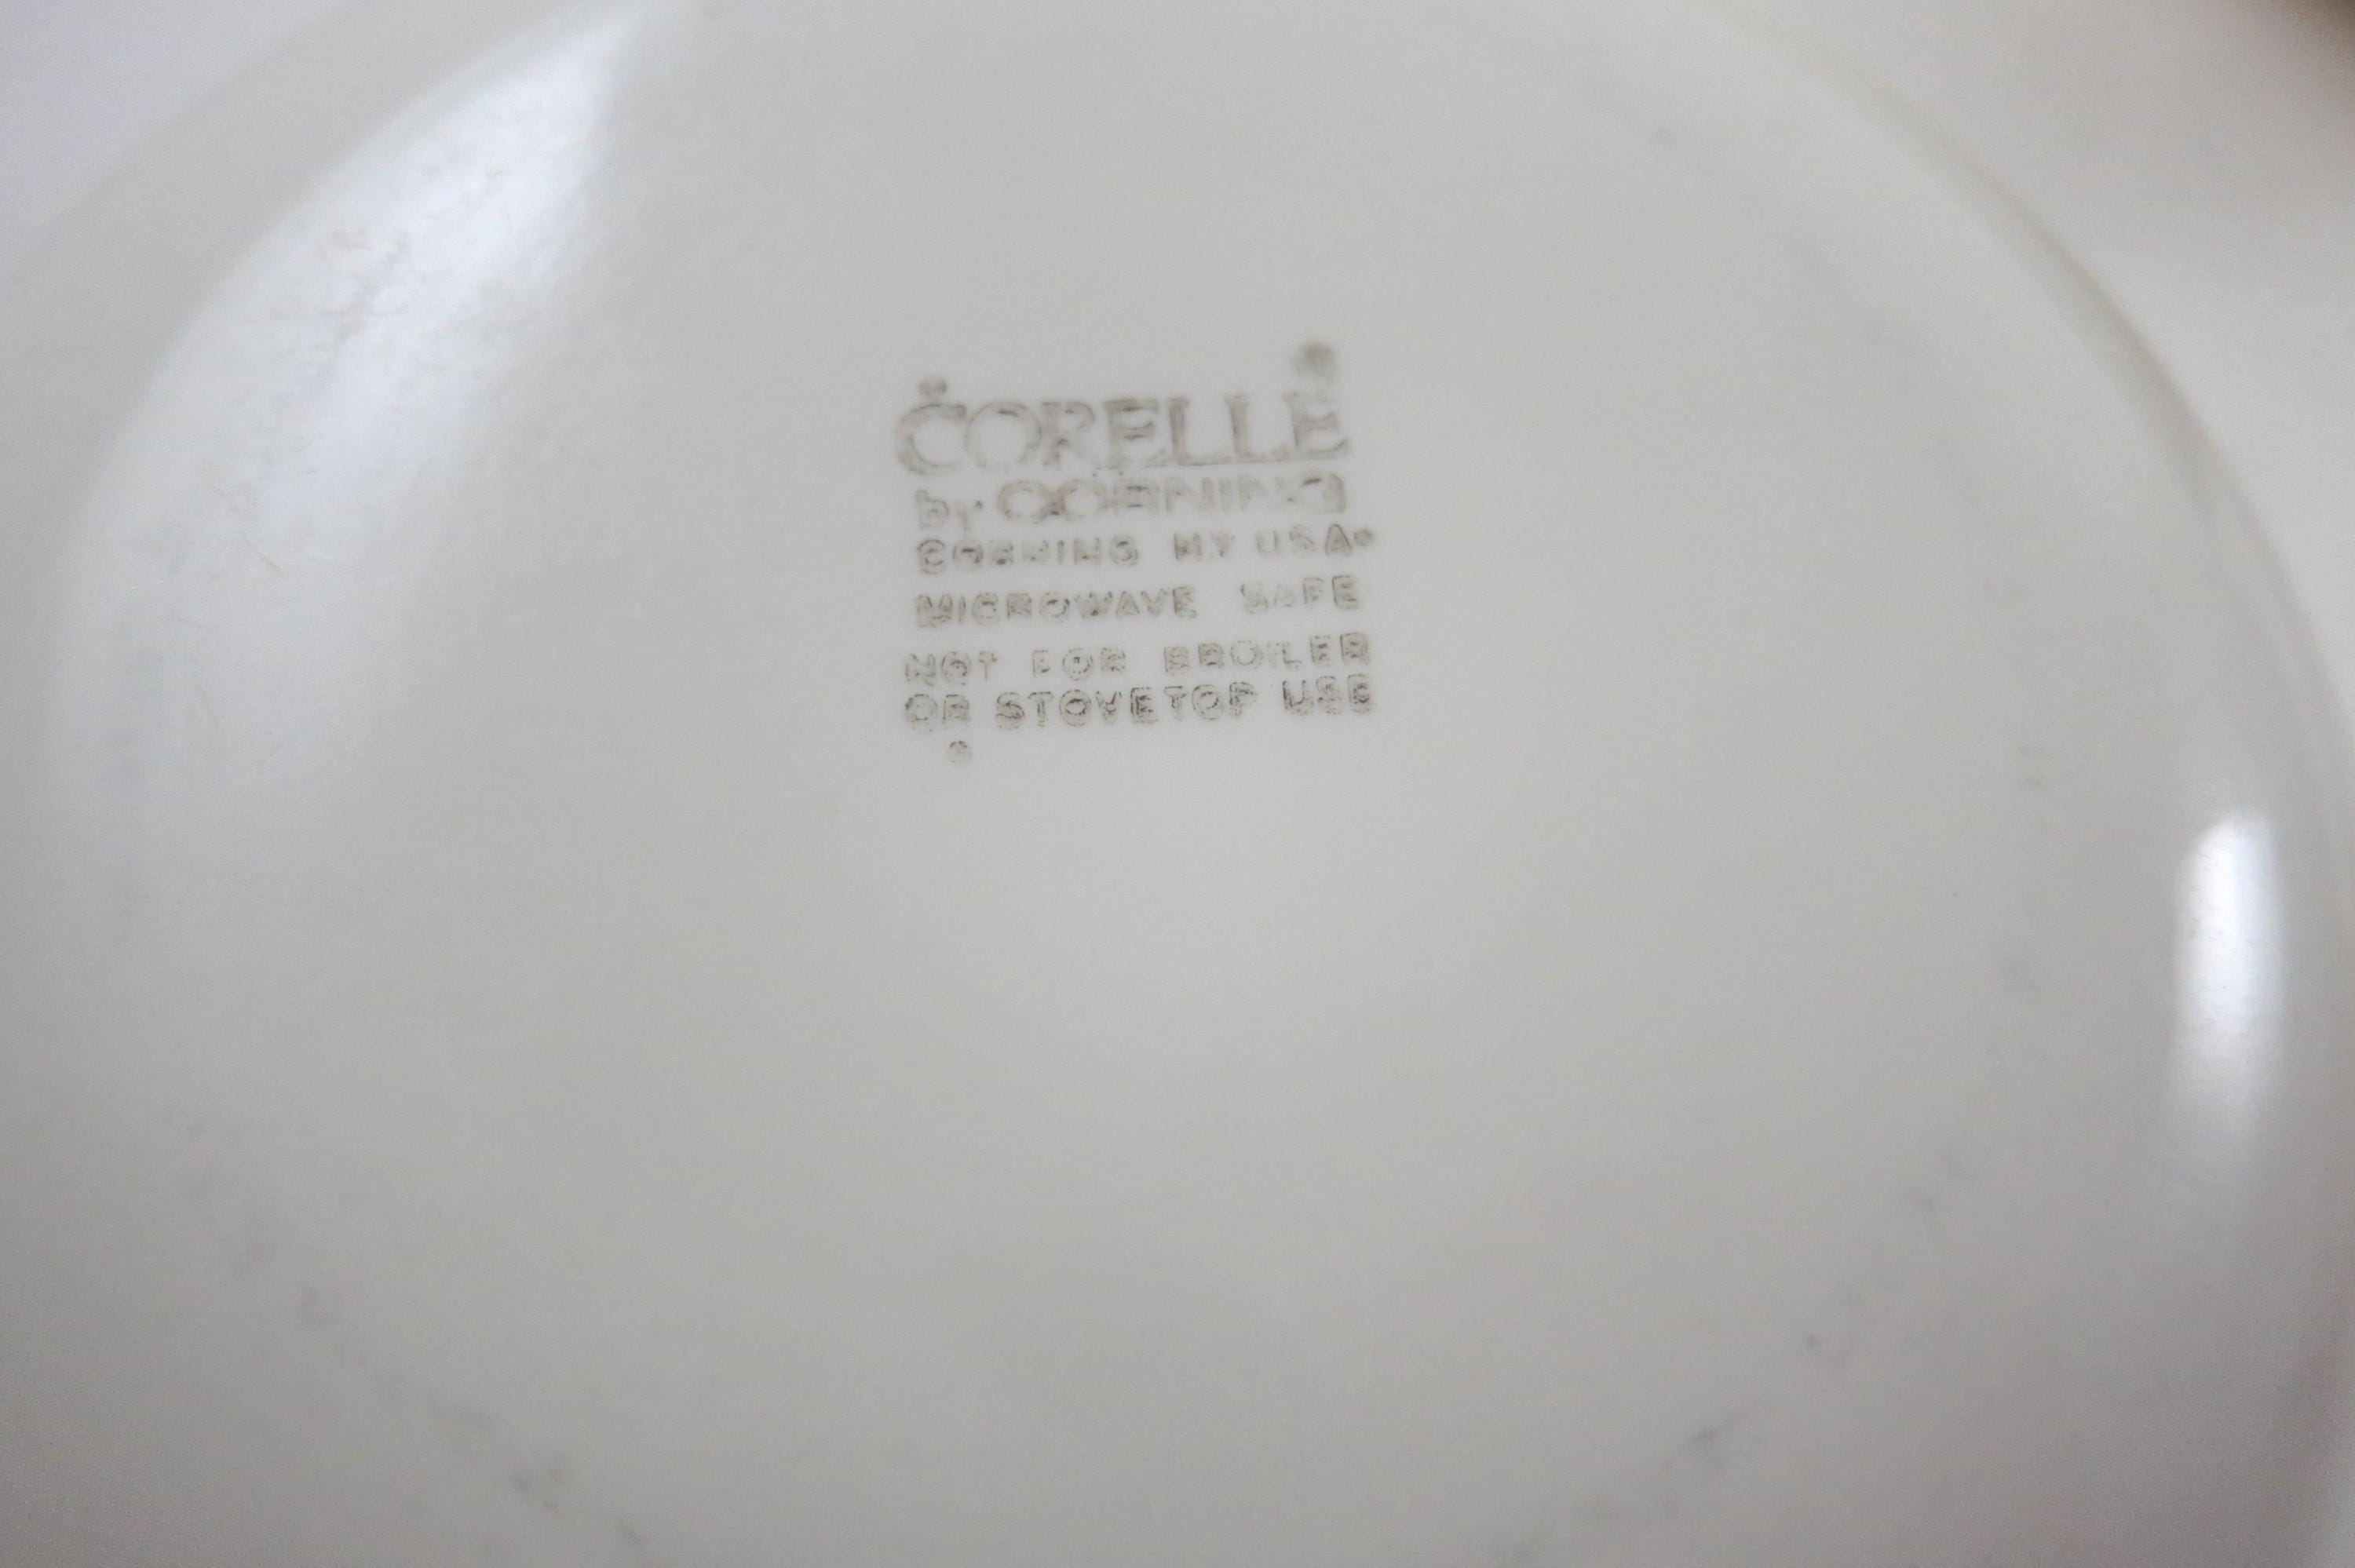 CORELLE®
by CORNING
CORNING NY USA
MICROWAVE SAFE
NOT FOR BROILER
OR STOVETOP USE